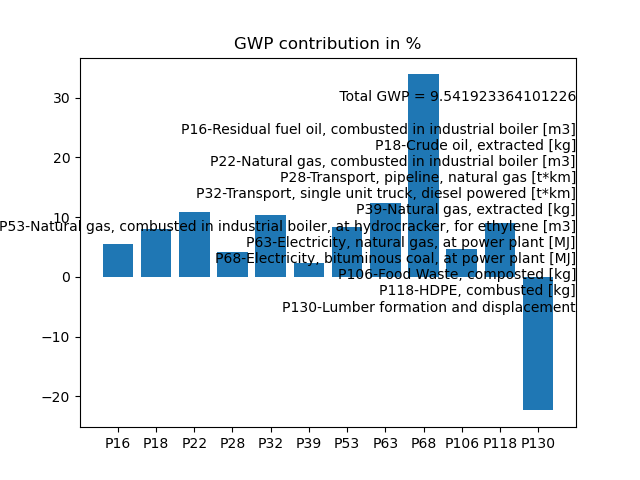 GWP contribution in %
Total GWP = 9.541923364101226
P16-Residual fuel oil, combusted in industrial boiler [m3]
P18-Crude oil, extracted [kg]
P22-Natural gas, combusted in industrial boiler [m3]
P28-Transport, pipeline, natural gas [t*km]
P32-Transport, single unit truck, diesel powered [t*km]
P39-Natural gas, extracted [kg]
P53-Natural gas, combusted in industrial boiler, at hydrocracker, for ethylene [m3]
P63-Electricity, natural gas, at power plant [MJ]
P68-Electricity, bituminous coal, at power plant [MJ]
P106-Food Waste, composted [kg]
P118-HDPE, combusted [kg]
P130-Lumber formation and displacement
30
20
10
0
−10
−20
P16 P18 P22 P28 P32 P39 P53 P63 P68 P106 P118 P130